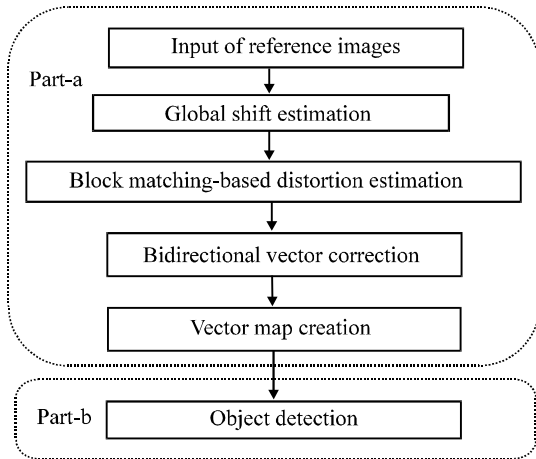 Input of reference images
Part-a
Global shift estimation
Block matching-based distortion estimation
Bidirectional vector correction
Vector map creation
Part-b
Object detection